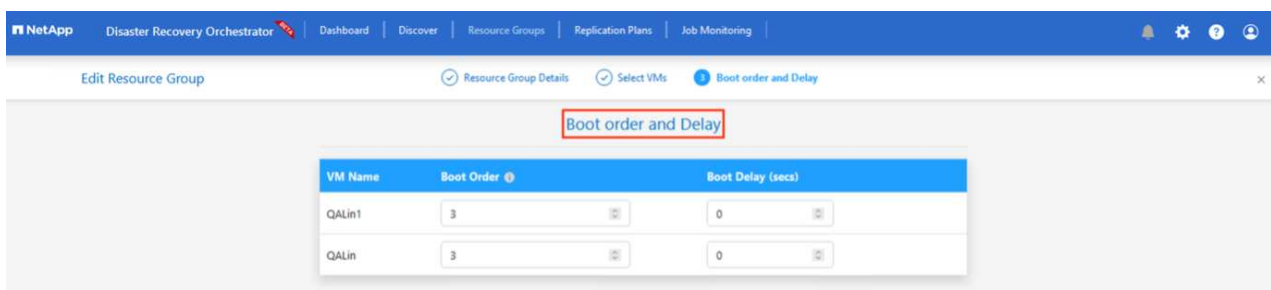 NetApp Disaster Recovery Orchestrator BETA Dashboard Discover Resource Groups Replication Plans Job Monitoring
Edit Resource Group Resource Group Details Select VMs 3 Boot order and Delay
Boot order and Delay
VM Name Boot Order Boot Delay (secs)
QALin1 3 0
QALin 3 0